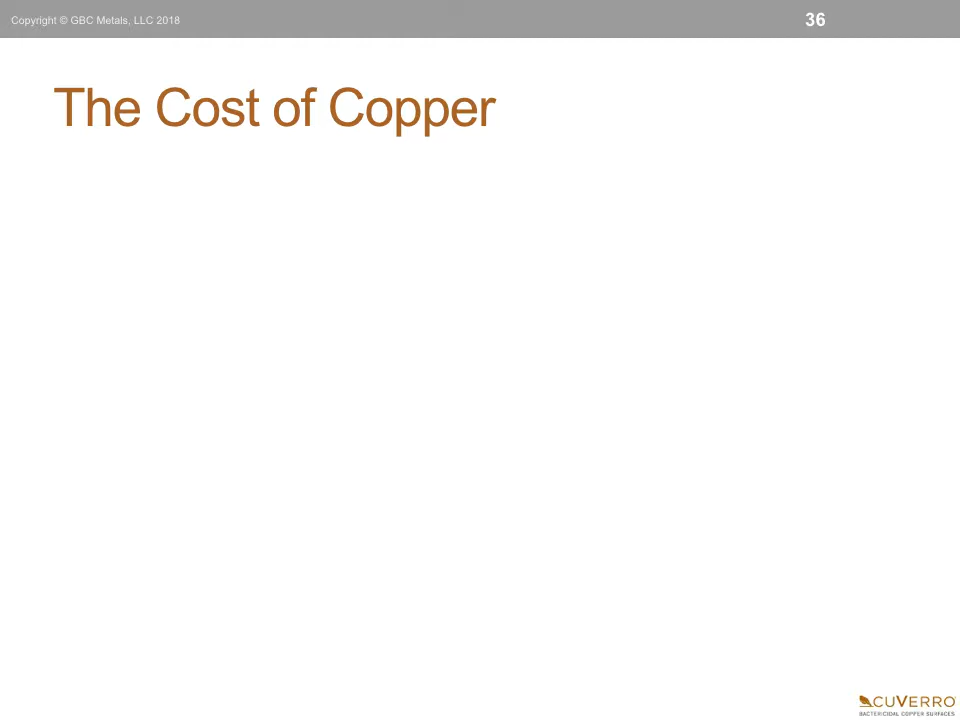 Copyright © GBC Metals, LLC 2018
36
The Cost of Copper
CUVERRO
BACTERICIDAL COPPER SURFACES